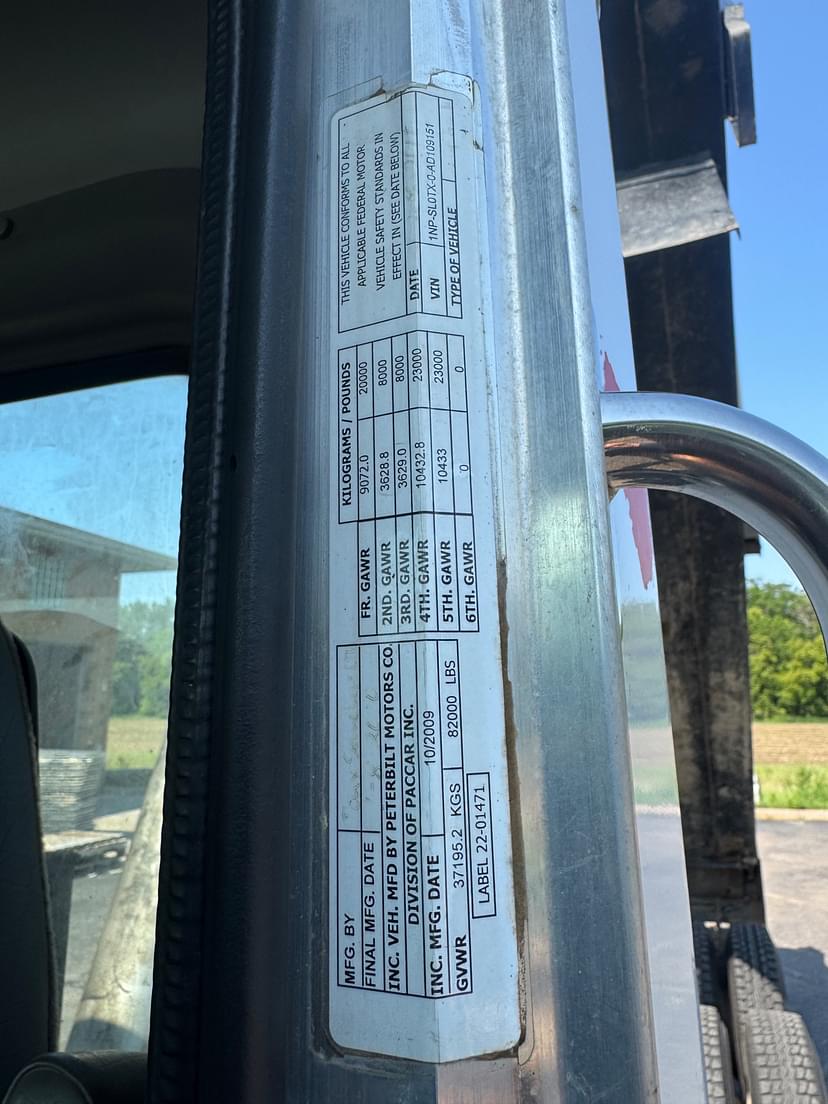 MFG. BY
FINAL MFG. DATE
INC. VEH. MFD BY PETERBILT MOTORS CO.
DIVISION OF PACCAR INC.
INC. MFG. DATE 10/2009
GVWR 37195.2 KGS 82000 LBS
LABEL 22-01471
KILOGRAMS / POUNDS
FR. GAWR 9072.0 20000
2ND. GAWR 3628.8 8000
3RD. GAWR 3629.0 8000
4TH. GAWR 10432.8 23000
5TH. GAWR 10433 23000
6TH. GAWR 0 0
THIS VEHICLE CONFORMS TO ALL
APPLICABLE FEDERAL MOTOR
VEHICLE SAFETY STANDARDS IN
EFFECT IN (SEE DATE BELOW)
DATE
VIN 1NP-SL0TX-0-AD109151
TYPE OF VEHICLE